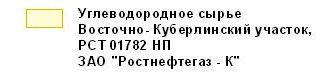 Углеводородное сырье
Восточно- Куберлинский участок,
РСТ 01782 НП
ЗАО "Ростнефтегаз - К"